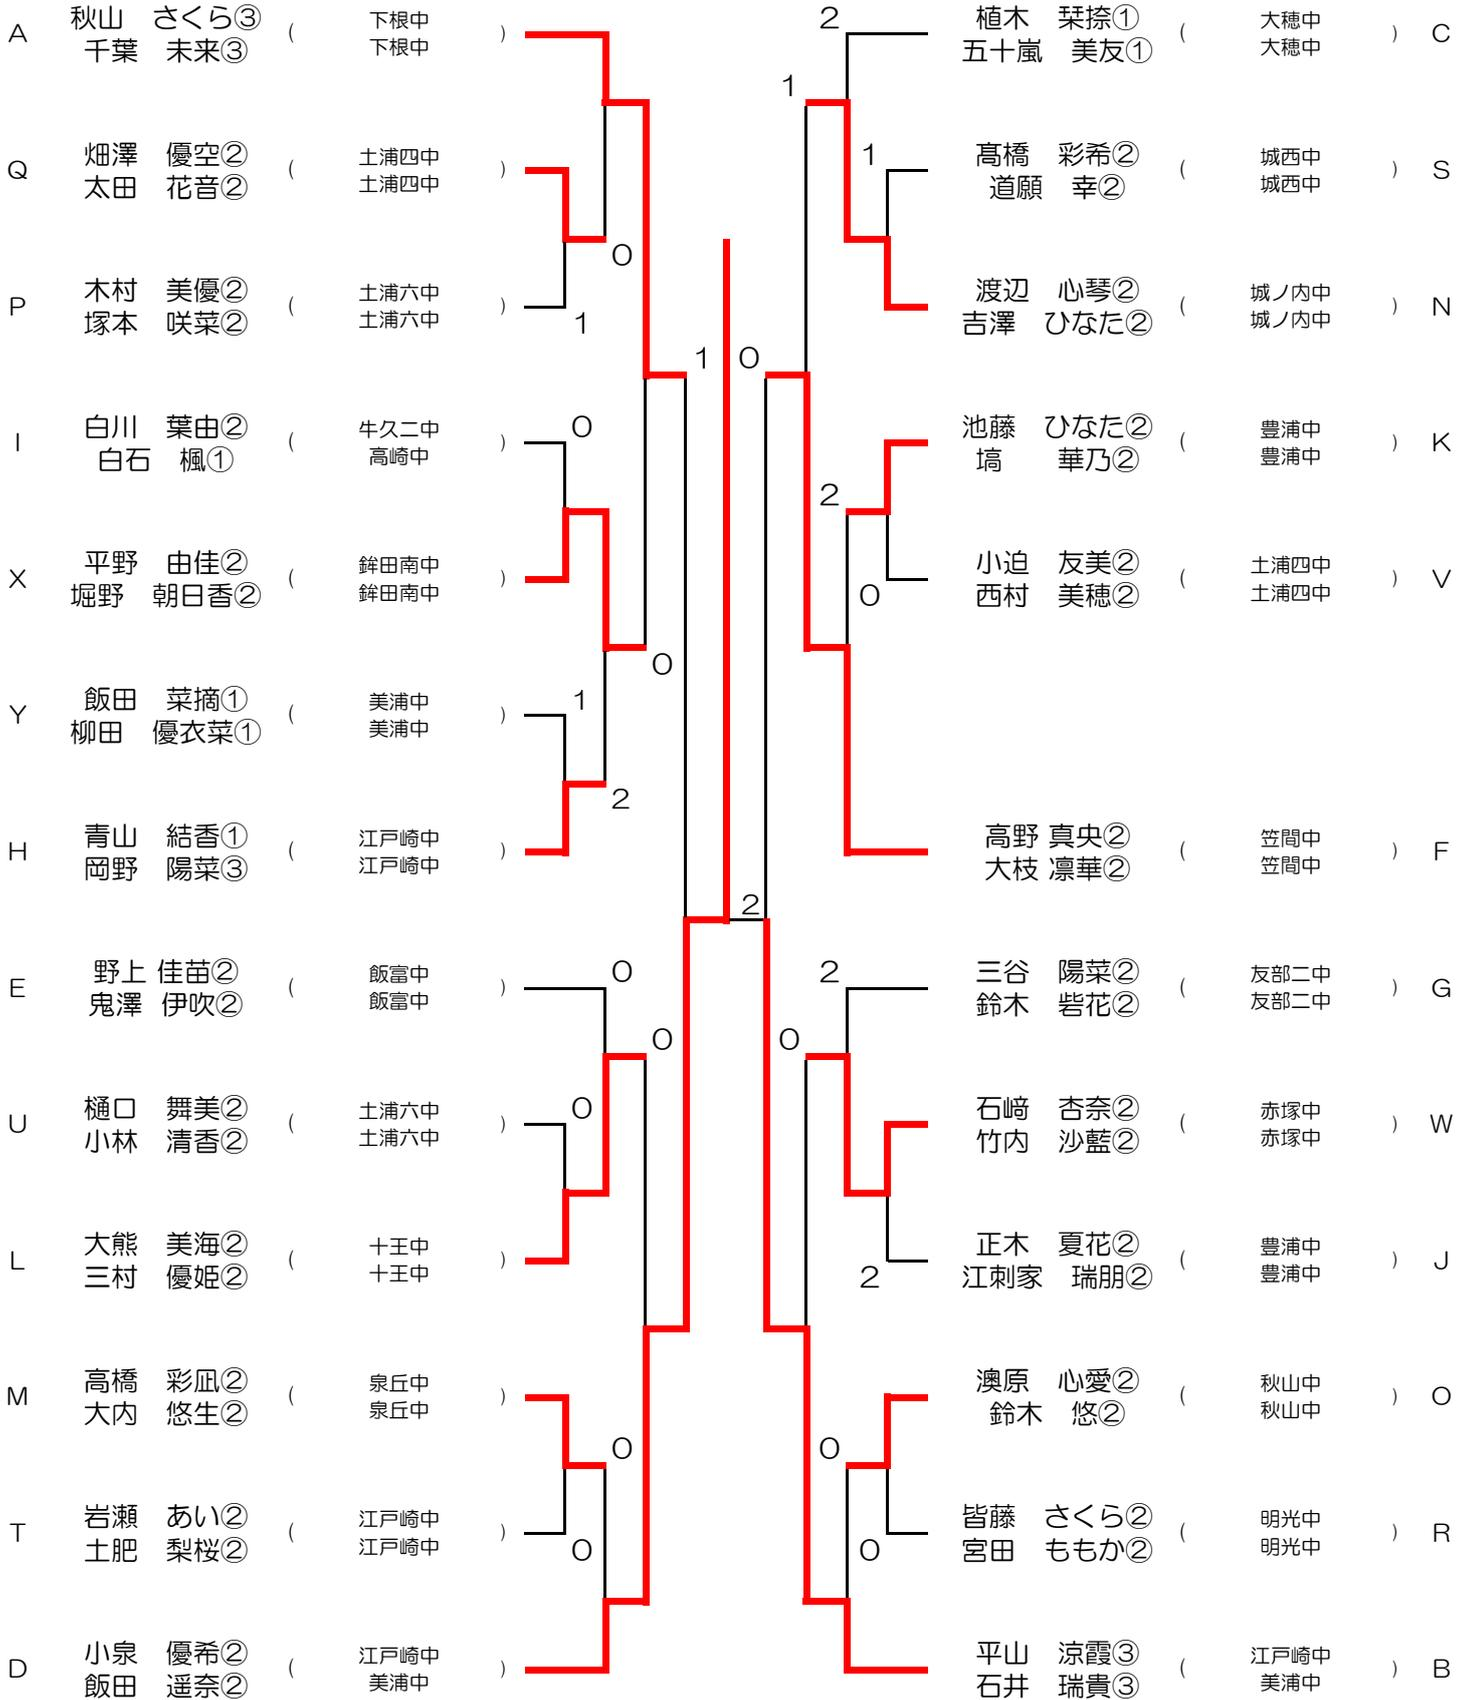 A 秋山　さくら③ ( 下根中 )
千葉　未来③ 下根中
Q 畑澤　優空② ( 土浦四中 )
太田　花音② 土浦四中
0
P 木村　美優② ( 土浦六中 )
塚本　咲菜② 土浦六中
1
I 白川　葉由② ( 牛久二中 )
白石　楓① 高崎中
0
X 平野　由佳② ( 鉾田南中 )
堀野　朝日香② 鉾田南中
0
Y 飯田　菜摘① ( 美浦中 )
柳田　優衣菜① 美浦中
1
2
H 青山　結香① ( 江戸崎中 )
岡野　陽菜③ 江戸崎中
E 野上 佳苗② ( 飯富中 )
鬼澤 伊吹② 飯富中
0
0
U 樋口　舞美② ( 土浦六中 )
小林　清香② 土浦六中
0
L 大熊　美海② ( 十王中 )
三村　優姫② 十王中
M 高橋　彩凪② ( 泉丘中 )
大内　悠生② 泉丘中
0
T 岩瀬　あい② ( 江戸崎中 )
土肥　梨桜② 江戸崎中
0
D 小泉　優希② ( 江戸崎中 )
飯田　遥奈② 美浦中
1 0
2
2
植木　栞捺① ( 大穂中 ) C
五十嵐　美友① 大穂中
1
1
髙橋　彩希② ( 城西中 ) S
道願　幸② 城西中
渡辺　心琴② ( 城ノ内中 ) N
吉澤　ひなた② 城ノ内中
池藤　ひなた② ( 豊浦中 ) K
塙　　華乃② 豊浦中
2
小迫　友美② ( 土浦四中 ) V
西村　美穂② 土浦四中
0
高野 真央② ( 笠間中 ) F
大枝 凛華② 笠間中
2
三谷　陽菜② ( 友部二中 ) G
鈴木　砦花② 友部二中
0
石﨑　杏奈② ( 赤塚中 ) W
竹内　沙藍② 赤塚中
正木　夏花② ( 豊浦中 ) J
江刺家　瑞朋② 豊浦中
2
澳原　心愛② ( 秋山中 ) O
鈴木　悠② 秋山中
0
皆藤　さくら② ( 明光中 ) R
宮田　ももか② 明光中
0
平山　涼霞③ ( 江戸崎中 ) B
石井　瑞貴③ 美浦中